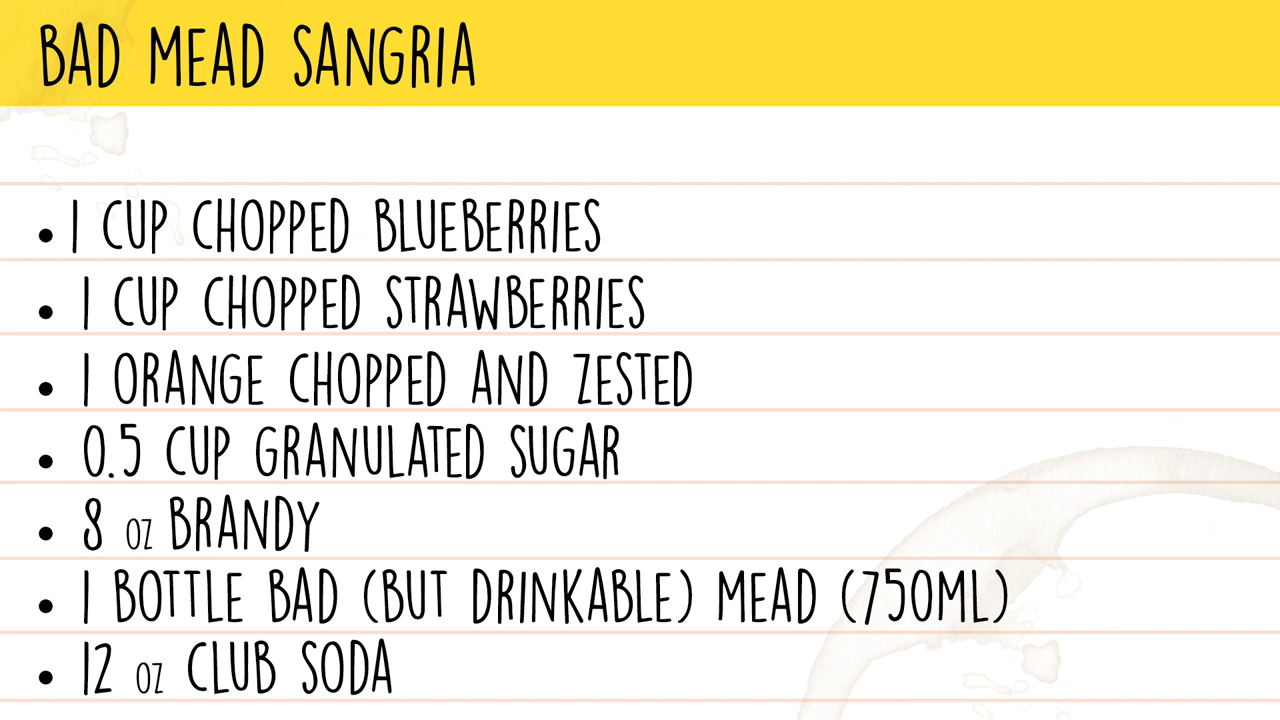 BAD MEAD SANGRIA
• 1 CUP CHOPPED BLUEBERRIES
• 1 CUP CHOPPED STRAWBERRIES
• 1 ORANGE CHOPPED AND ZESTED
• 0.5 CUP GRANULATED SUGAR
• 8 OZ BRANDY
• 1 BOTTLE BAD (BUT DRINKABLE) MEAD (750ML)
• 12 OZ CLUB SODA